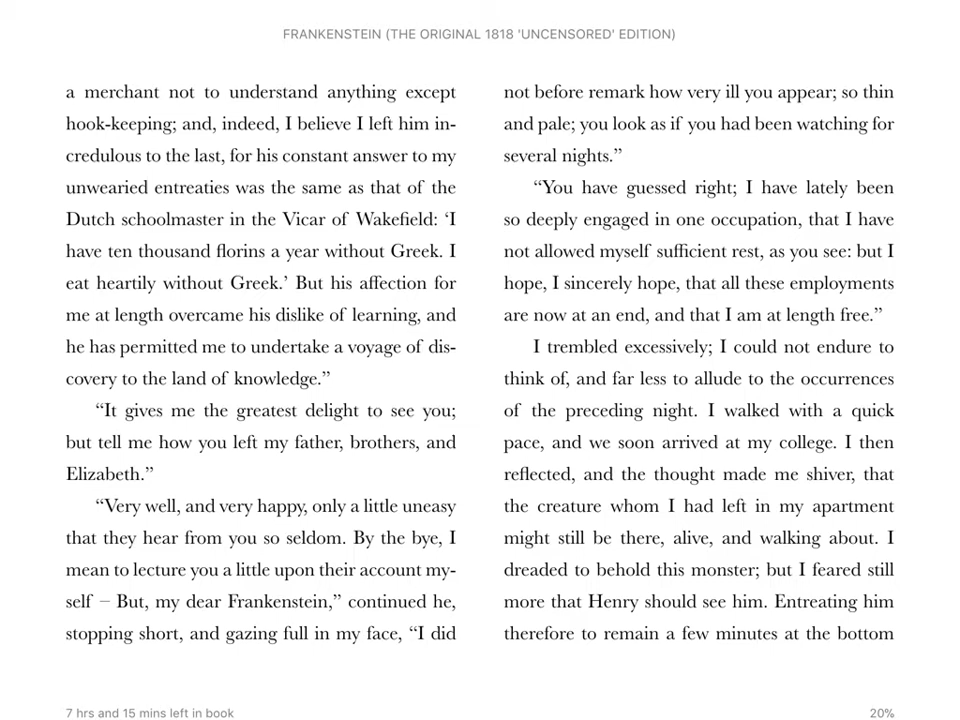 FRANKENSTEIN (THE ORIGINAL 1818 'UNCENSORED' EDITION)
a merchant not to understand anything except
hook-keeping; and, indeed, I believe I left him in-
credulous to the last, for his constant answer to my
unwearied entreaties was the same as that of the
Dutch schoolmaster in the Vicar of Wakefield: ‘I
have ten thousand florins a year without Greek. I
eat heartily without Greek.’ But his affection for
me at length overcame his dislike of learning, and
he has permitted me to undertake a voyage of dis-
covery to the land of knowledge.”
“It gives me the greatest delight to see you;
but tell me how you left my father, brothers, and
Elizabeth.”
“Very well, and very happy, only a little uneasy
that they hear from you so seldom. By the bye, I
mean to lecture you a little upon their account my-
self – But, my dear Frankenstein,” continued he,
stopping short, and gazing full in my face, “I did
not before remark how very ill you appear; so thin
and pale; you look as if you had been watching for
several nights.”
“You have guessed right; I have lately been
so deeply engaged in one occupation, that I have
not allowed myself sufficient rest, as you see: but I
hope, I sincerely hope, that all these employments
are now at an end, and that I am at length free.”
I trembled excessively; I could not endure to
think of, and far less to allude to the occurrences
of the preceding night. I walked with a quick
pace, and we soon arrived at my college. I then
reflected, and the thought made me shiver, that
the creature whom I had left in my apartment
might still be there, alive, and walking about. I
dreaded to behold this monster; but I feared still
more that Henry should see him. Entreating him
therefore to remain a few minutes at the bottom
7 hrs and 15 mins left in book
20%